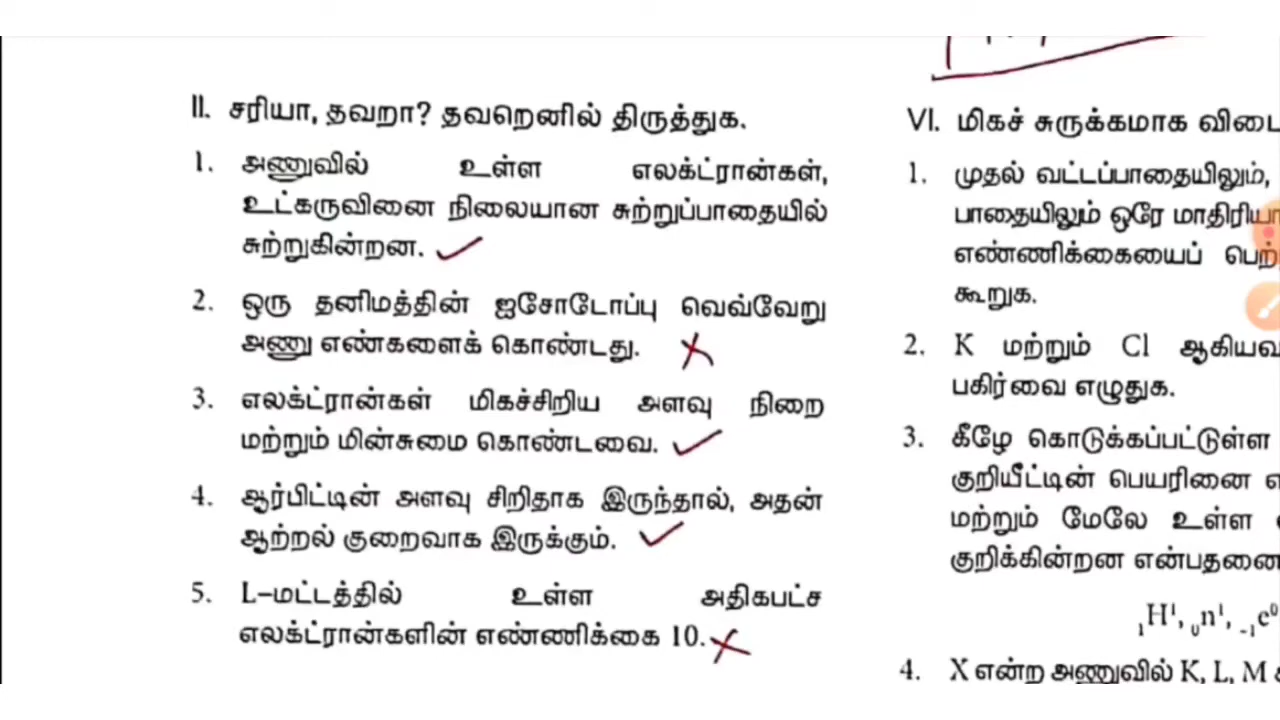 II. சரியா, தவறா? தவறெனில் திருத்துக.
1. அணுவில் உள்ள எலக்ட்ரான்கள்,
உட்கருவினை நிலையான சுற்றுப்பாதையில்
சுற்றுகின்றன.
2. ஒரு தனிமத்தின் ஐசோடோப்பு வெவ்வேறு
அணு எண்களைக் கொண்டது.
3. எலக்ட்ரான்கள் மிகச்சிறிய அளவு நிறை
மற்றும் மின்சுமை கொண்டவை.
4. ஆர்பிட்டின் அளவு சிறிதாக இருந்தால், அதன்
ஆற்றல் குறைவாக இருக்கும்.
5. L-மட்டத்தில் உள்ள அதிகபட்ச
எலக்ட்ரான்களின் எண்ணிக்கை 10.
VI. மிகச் சுருக்கமாக விடை
1. முதல் வட்டப்பாதையிலும்,
பாதையிலும் ஒரே மாதிரியா
எண்ணிக்கையைப் பெற்
கூறுக.
2. K மற்றும் Cl ஆகியவ
பகிர்வை எழுதுக.
3. கீழே கொடுக்கப்பட்டுள்ள
குறியீட்டின் பெயரினை எ
மற்றும் மேலே உள்ள
குறிக்கின்றன என்பதனை
₁H¹, ₀n¹, ₋₁e⁰
4. X என்ற அணுவில் K, L, M